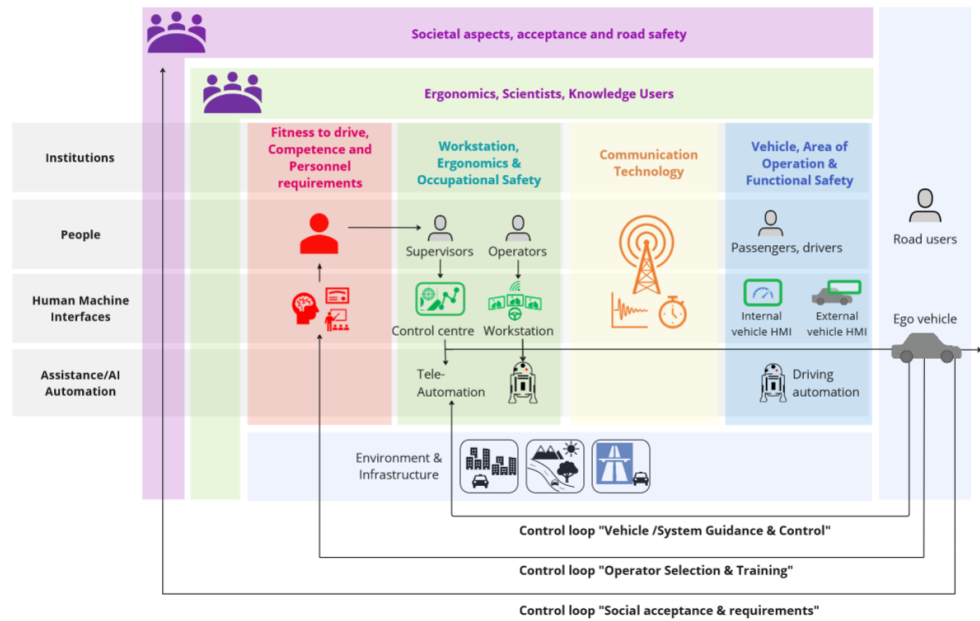 Societal aspects, acceptance and road safety
Ergonomics, Scientists, Knowledge Users
Institutions
Fitness to drive,
Competence and
Personnel
requirements
Workstation,
Ergonomics &
Occupational Safety
Communication
Technology
Vehicle, Area of
Operation &
Functional Safety
People
Supervisors
Operators
Passengers, drivers
Road users
Human Machine
Interfaces
Control centre
Workstation
Internal
vehicle HMI
External
vehicle HMI
Ego vehicle
Assistance/AI
Automation
Tele-
Automation
Driving
automation
Environment &
Infrastructure
Control loop "Vehicle /System Guidance & Control"
Control loop "Operator Selection & Training"
Control loop "Social acceptance & requirements"